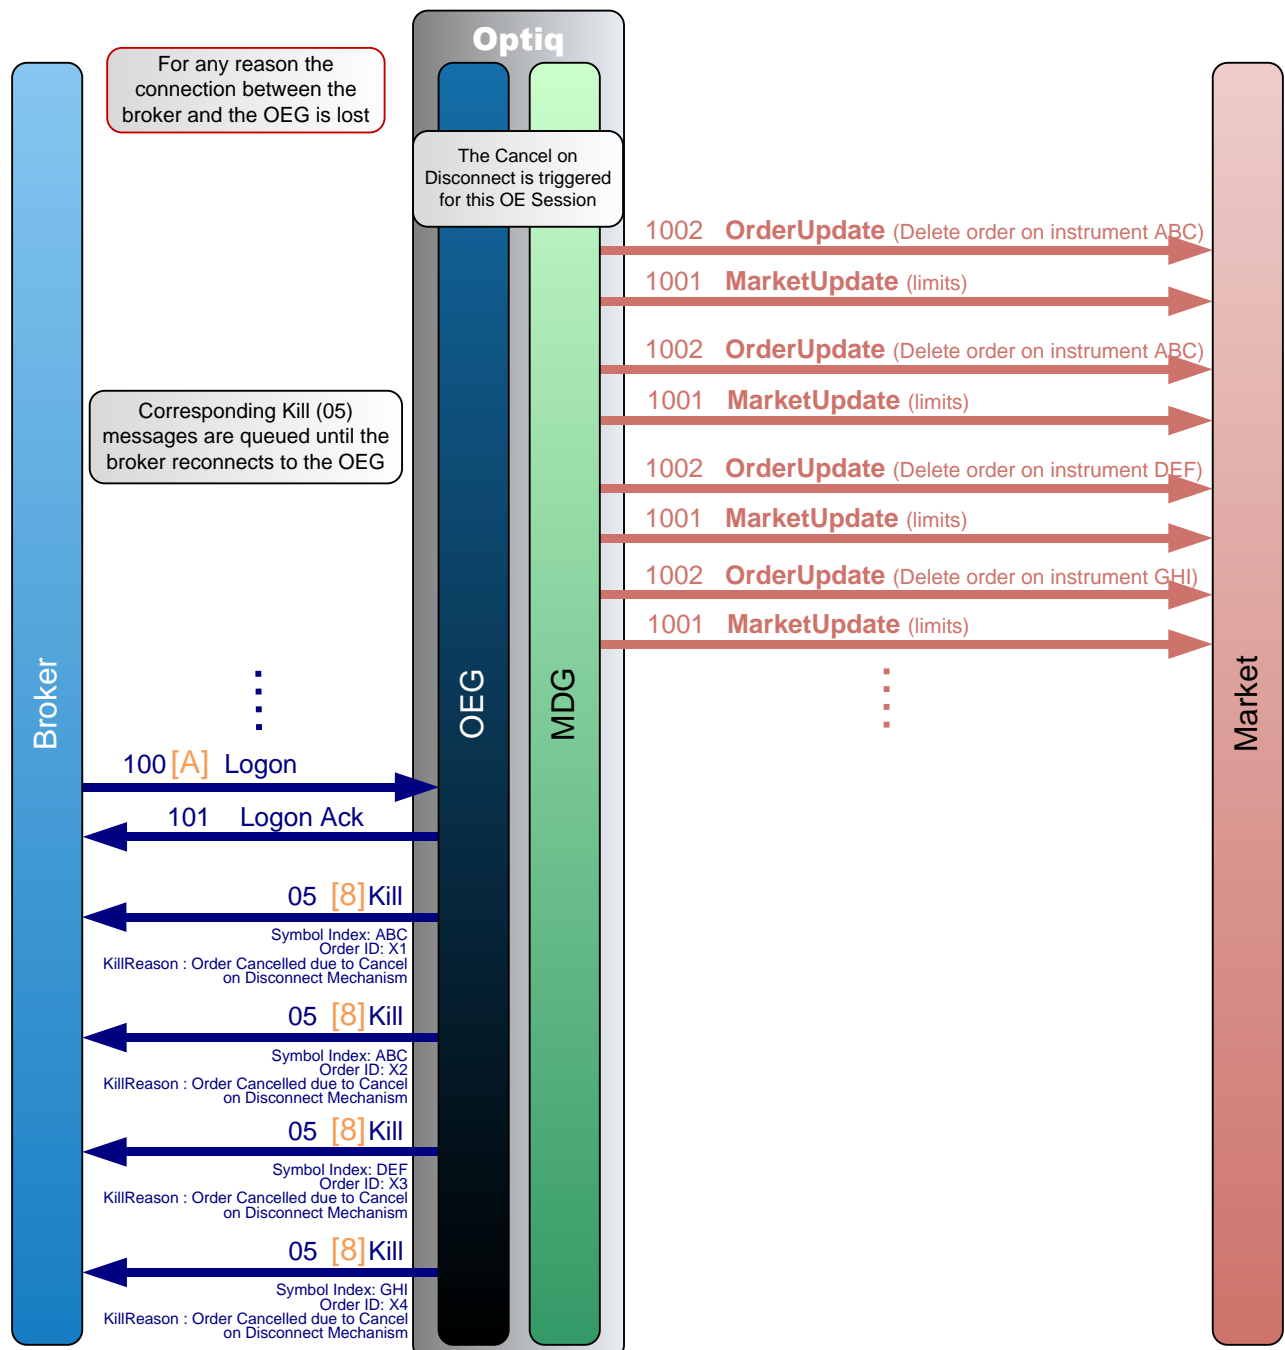 Optiq
For any reason the
connection between the
broker and the OEG is lost
The Cancel on
Disconnect is triggered
for this OE Session
1002 OrderUpdate (Delete order on instrument ABC)
1001 MarketUpdate (limits)
1002 OrderUpdate (Delete order on instrument ABC)
1001 MarketUpdate (limits)
Corresponding Kill (05)
messages are queued until the
broker reconnects to the OEG
1002 OrderUpdate (Delete order on instrument DEF)
1001 MarketUpdate (limits)
1002 OrderUpdate (Delete order on instrument GHI)
1001 MarketUpdate (limits)
Broker
OEG
MDG
Market
100 [A] Logon
101 Logon Ack
05 [8] Kill
Symbol Index: ABC
Order ID: X1
KillReason : Order Cancelled due to Cancel
on Disconnect Mechanism
05 [8] Kill
Symbol Index: ABC
Order ID: X2
KillReason : Order Cancelled due to Cancel
on Disconnect Mechanism
05 [8] Kill
Symbol Index: DEF
Order ID: X3
KillReason : Order Cancelled due to Cancel
on Disconnect Mechanism
05 [8] Kill
Symbol Index: GHI
Order ID: X4
KillReason : Order Cancelled due to Cancel
on Disconnect Mechanism